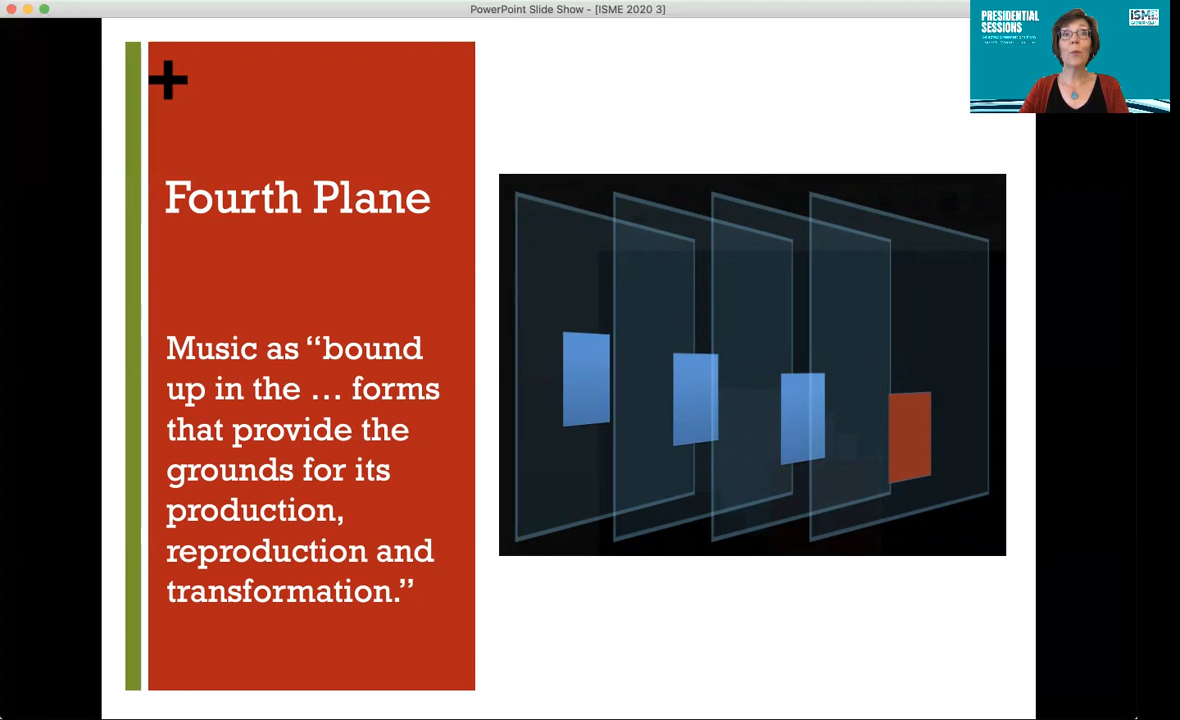 PowerPoint Slide Show - [ISME 2020 3]
PRESIDENTIAL
SESSIONS
ISME
+
Fourth Plane
Music as “bound
up in the … forms
that provide the
grounds for its
production,
reproduction and
transformation.”